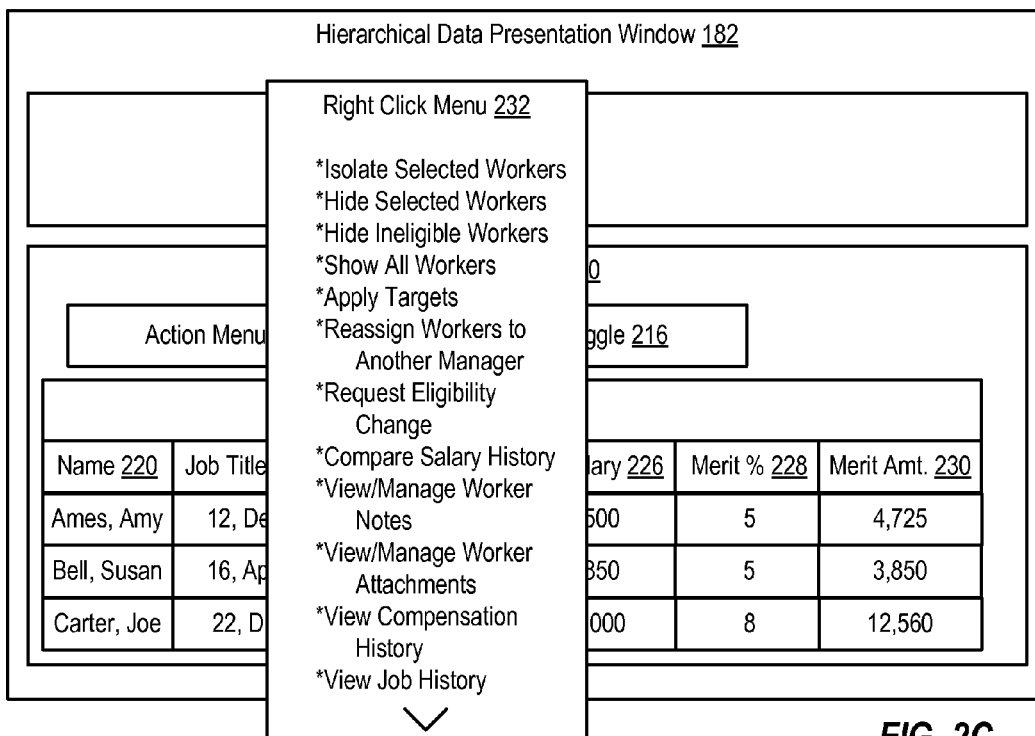 Hierarchical Data Presentation Window 182
Right Click Menu 232
*Isolate Selected Workers
*Hide Selected Workers
*Hide Ineligible Workers
*Show All Workers
0
*Apply Targets
Action Menu
*Reassign Workers to
Another Manager
ggle 216
*Request Eligibility
Change
*Compare Salary History
*View/Manage Worker
Notes
*View/Manage Worker
Attachments
*View Compensation
History
*View Job History
Name 220 Job Title lary 226 Merit % 228 Merit Amt. 230
Ames, Amy 12, De 500 5 4,725
Bell, Susan 16, Ap 350 5 3,850
Carter, Joe 22, D 000 8 12,560
FIG. 2C